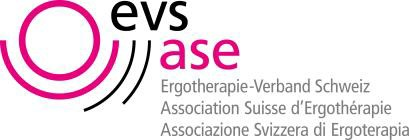 evs
ase
Ergotherapie-Verband Schweiz
Association Suisse d'Ergothérapie
Associazione Svizzera di Ergoterapia